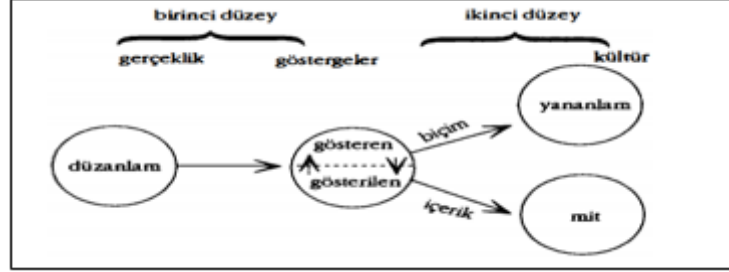 birinci düzey ikinci düzey
gerçeklik göstergeler kültür
yananlam
biçim
gösteren
düzanlam
gösterilen
içerik
mit